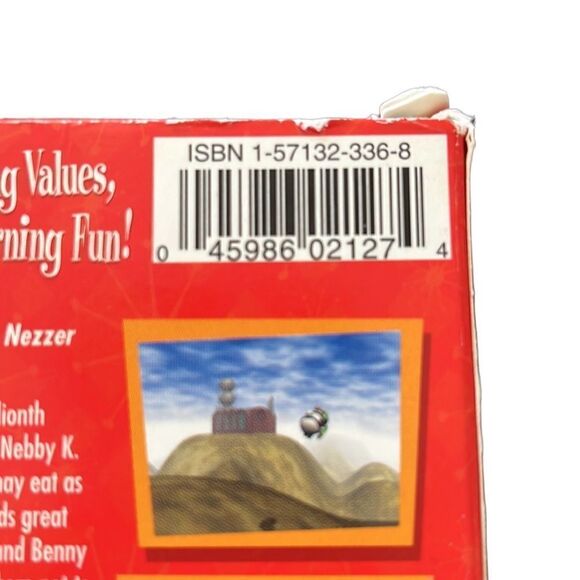 ISBN 1-57132-336-8
g Values,
rning Fun!
0 45986 02127 4
Nezzer
lionth
Nebby K.
may eat as
ds great
and Benny